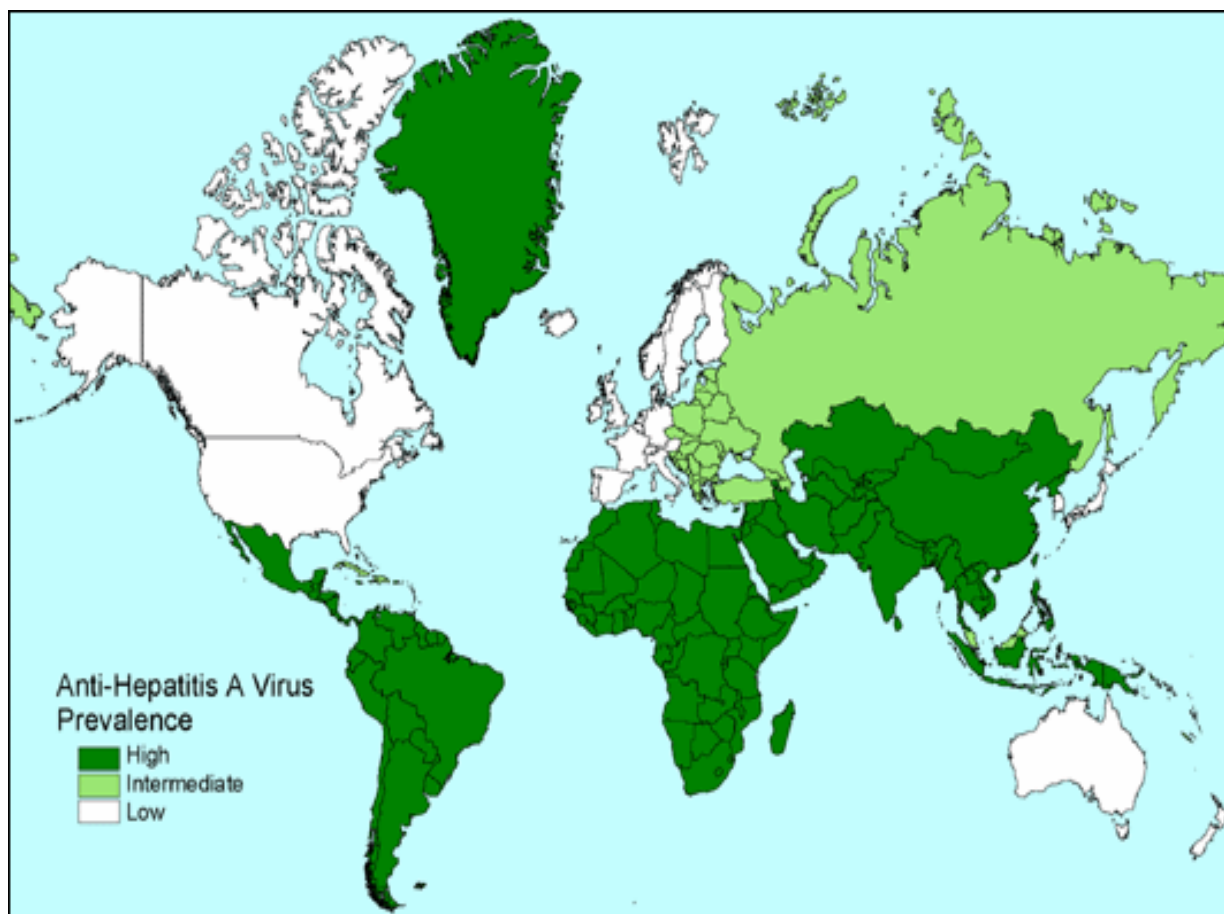 Anti-Hepatitis A Virus
Prevalence
High
Intermediate
Low